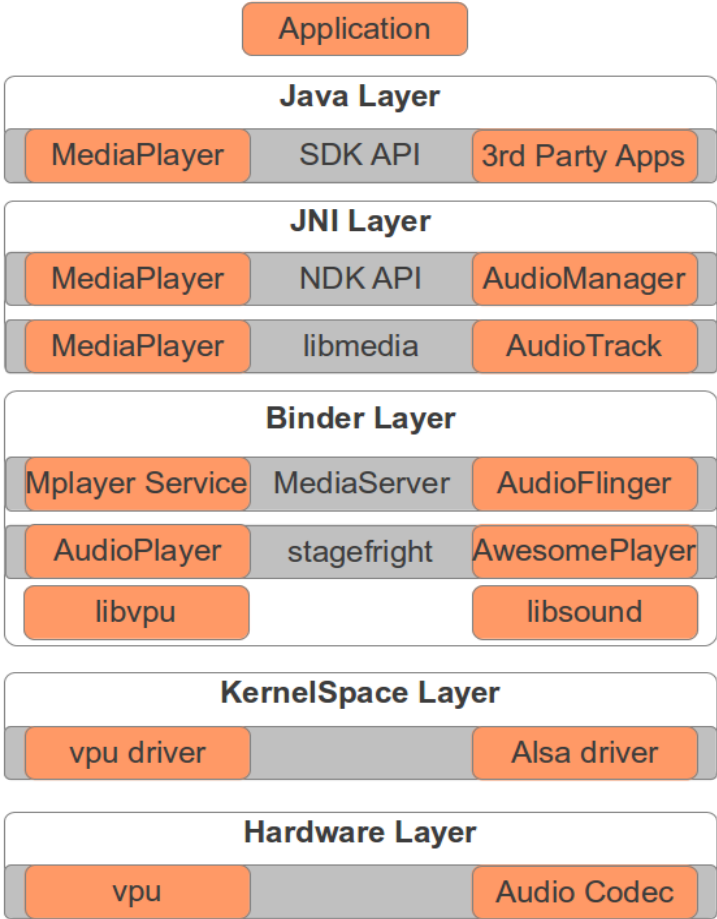 Application
Java Layer
MediaPlayer SDK API 3rd Party Apps
JNI Layer
MediaPlayer NDK API AudioManager
MediaPlayer libmedia AudioTrack
Binder Layer
Mplayer Service MediaServer AudioFlinger
AudioPlayer stagefright AwesomePlayer
libvpu libsound
KernelSpace Layer
vpu driver Alsa driver
Hardware Layer
vpu Audio Codec